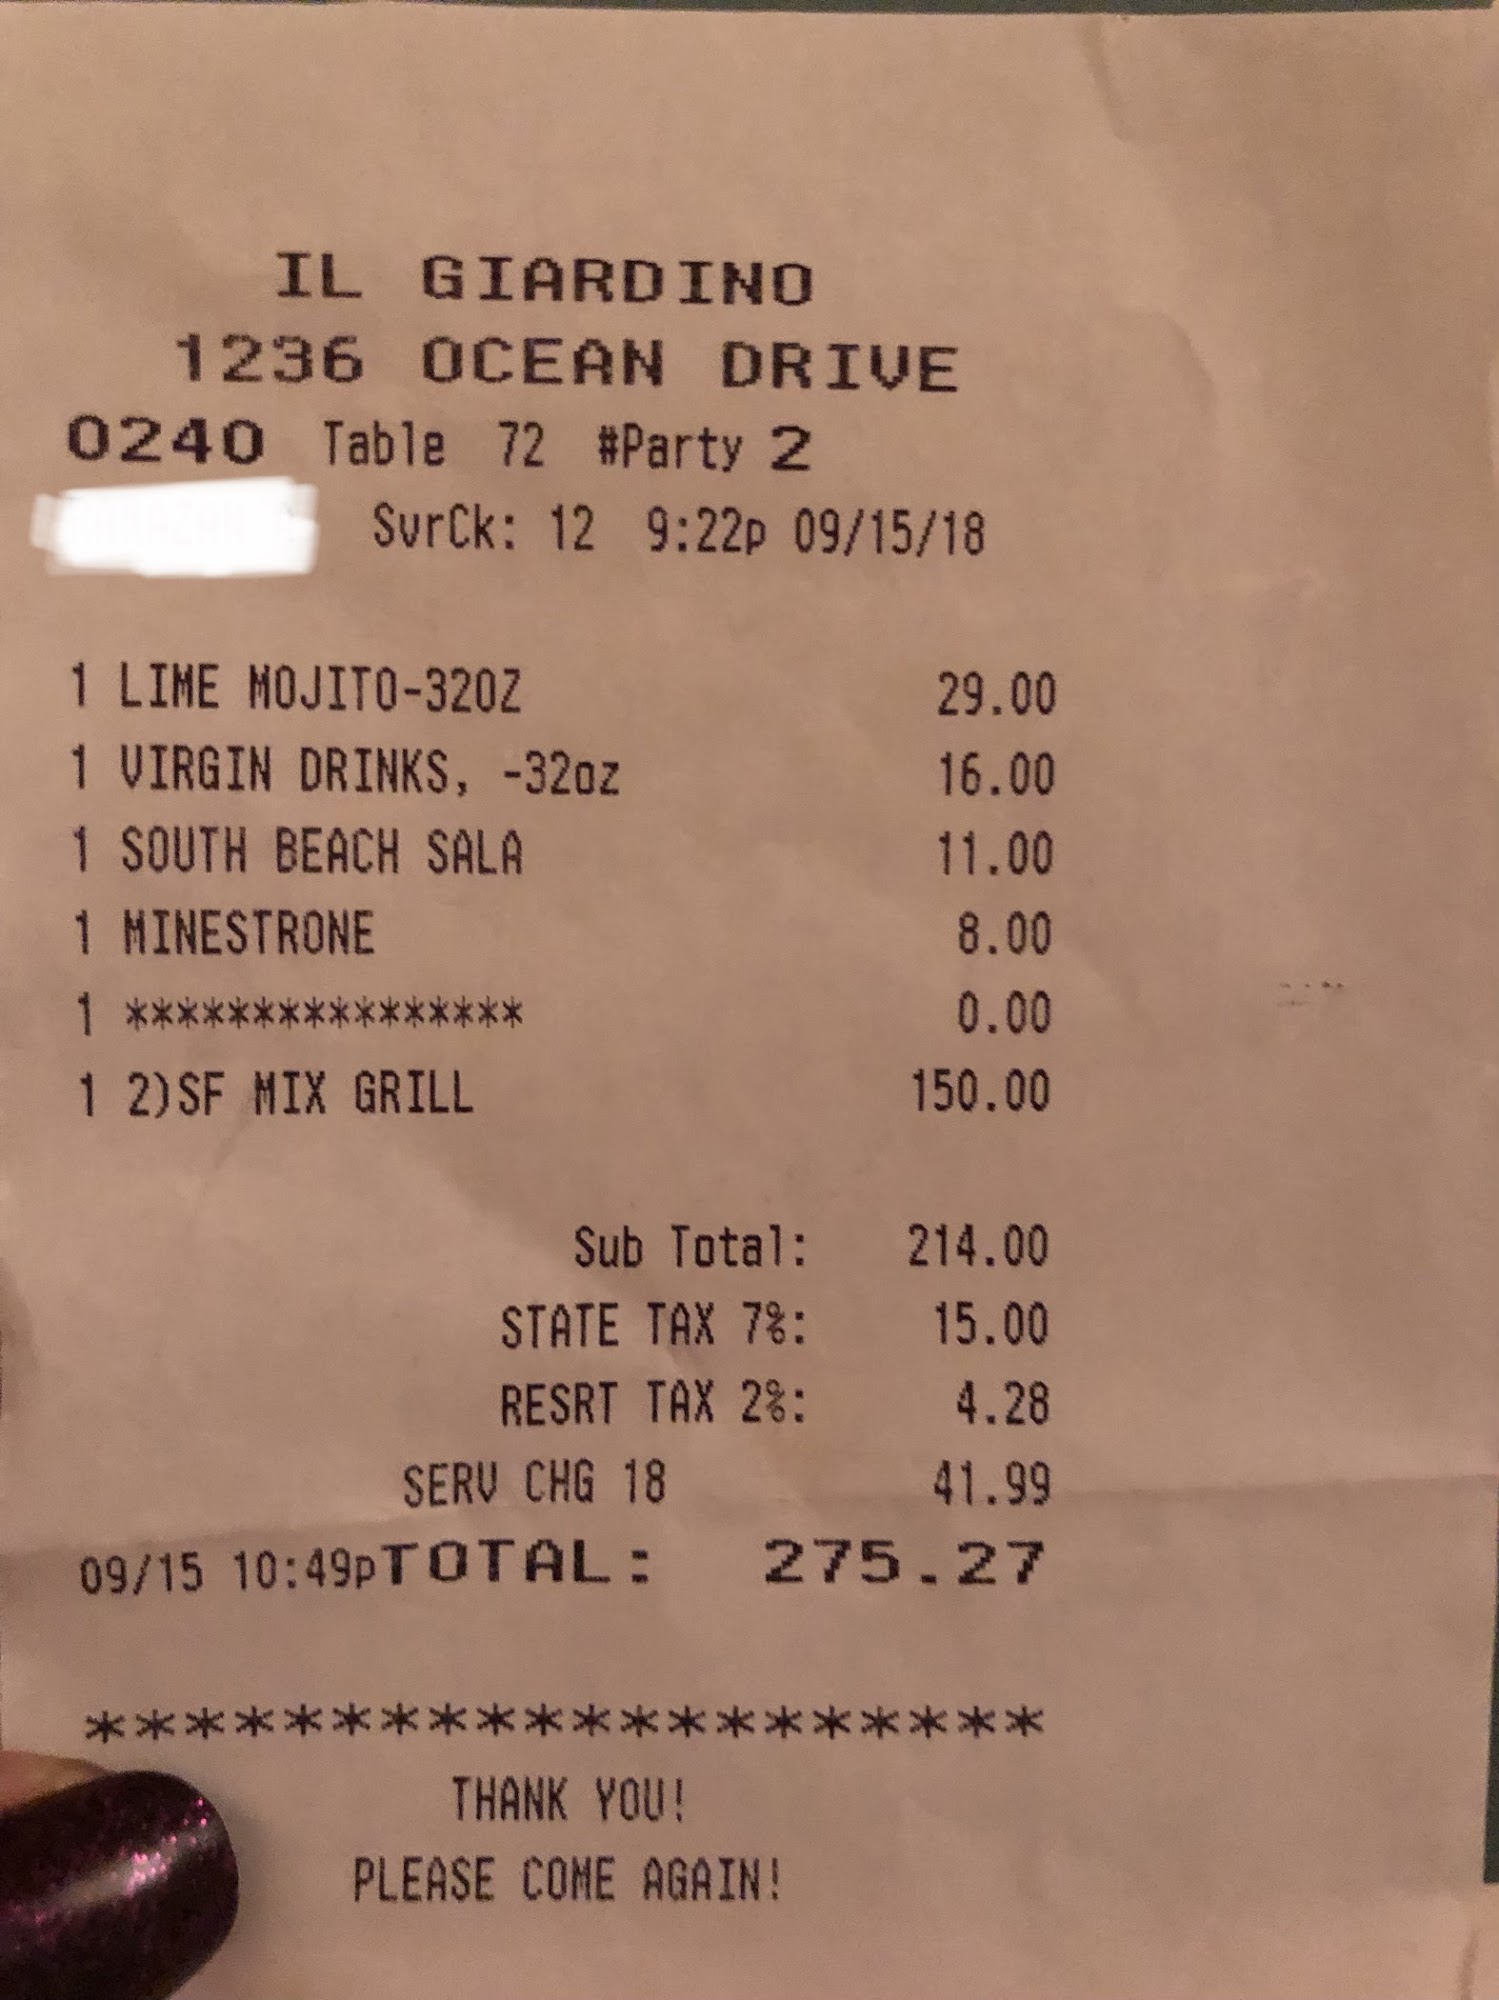 IL GIARDINO
1236 OCEAN DRIVE
0240 Table 72 #Party 2
SvrCk: 12 9:22p 09/15/18
1 LIME MOJITO-32OZ 29.00
1 VIRGIN DRINKS, -32oz 16.00
1 SOUTH BEACH SALA 11.00
1 MINESTRONE 8.00
1 **************** 0.00
1 2)SF MIX GRILL 150.00
Sub Total: 214.00
STATE TAX 7%: 15.00
RESRT TAX 2%: 4.28
SERV CHG 18 41.99
09/15 10:49pTOTAL: 275.27
********************
THANK YOU!
PLEASE COME AGAIN!